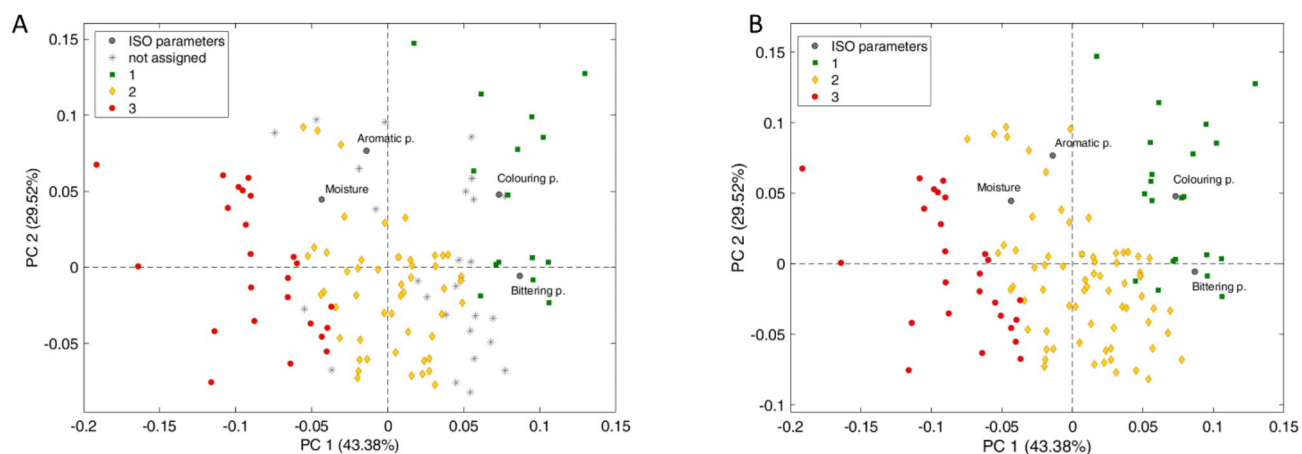 A
ISO parameters
not assigned
1
2
3
Aromatic p.
Moisture
Colouring p.
Bittering p.
0.15
0.1
0.05
0
-0.05
PC 2 (29.52%)
-0.2
-0.15
-0.1
-0.05
0
0.05
0.1
0.15
PC 1 (43.38%)
B
ISO parameters
1
2
3
Aromatic p.
Moisture
Colouring p.
Bittering p.
0.15
0.1
0.05
0
-0.05
-0.1
PC 2 (29.52%)
-0.2
-0.15
-0.1
-0.05
0
0.05
0.1
0.15
PC 1 (43.38%)